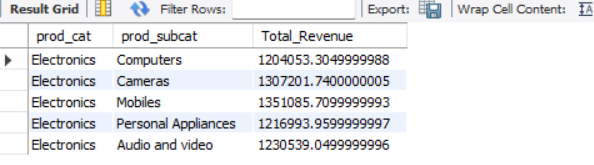 Result Grid Filter Rows: Export: Wrap Cell Content: IA
prod_cat prod_subcat Total_Revenue
Electronics Computers 1204053.3049999988
Electronics Cameras 1307201.7400000005
Electronics Mobiles 1351085.7099999993
Electronics Personal Appliances 1216993.9599999997
Electronics Audio and video 1230539.0499999996